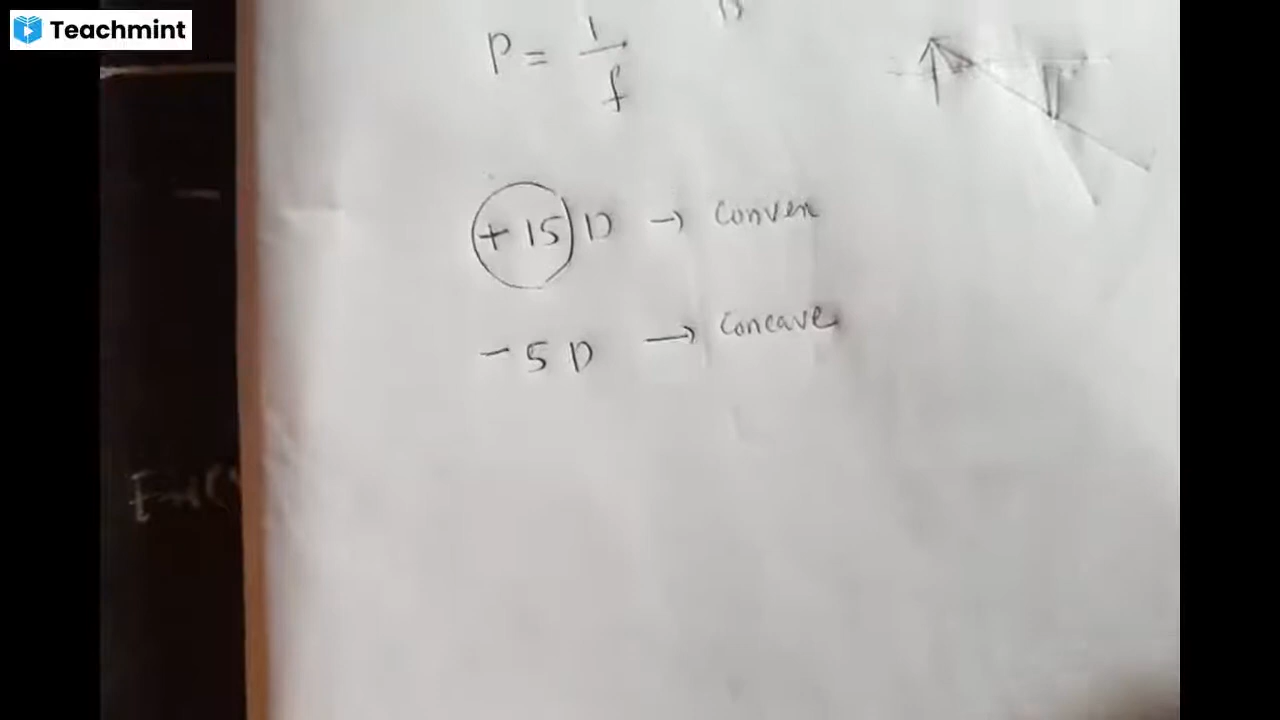 Teachmint
P = 1/f
+15 D → Convex
-5 D → Concave